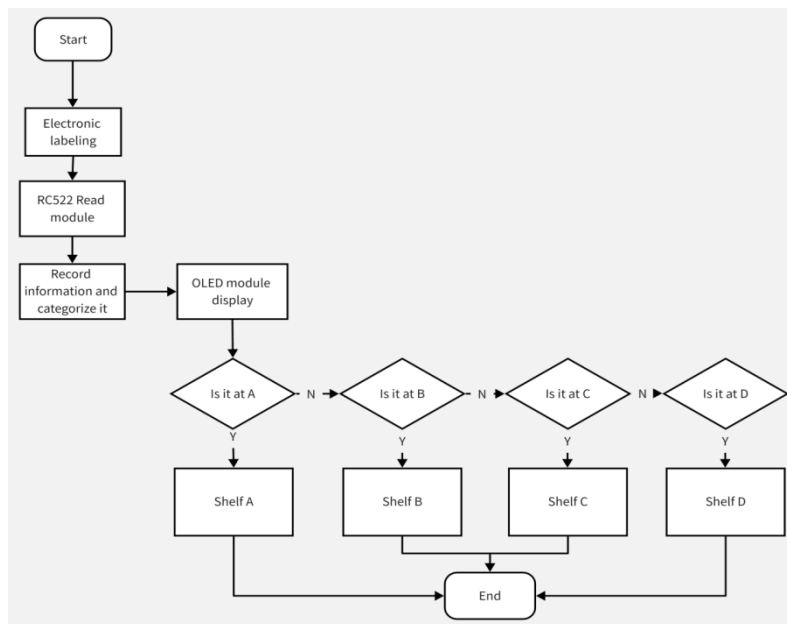 Start
Electronic
labeling
RC522 Read
module
Record
information and
categorize it
OLED module
display
Is it at A
N
Is it at B
N
Is it at C
N
Is it at D
Y
Y
Y
Y
Shelf A
Shelf B
Shelf C
Shelf D
End